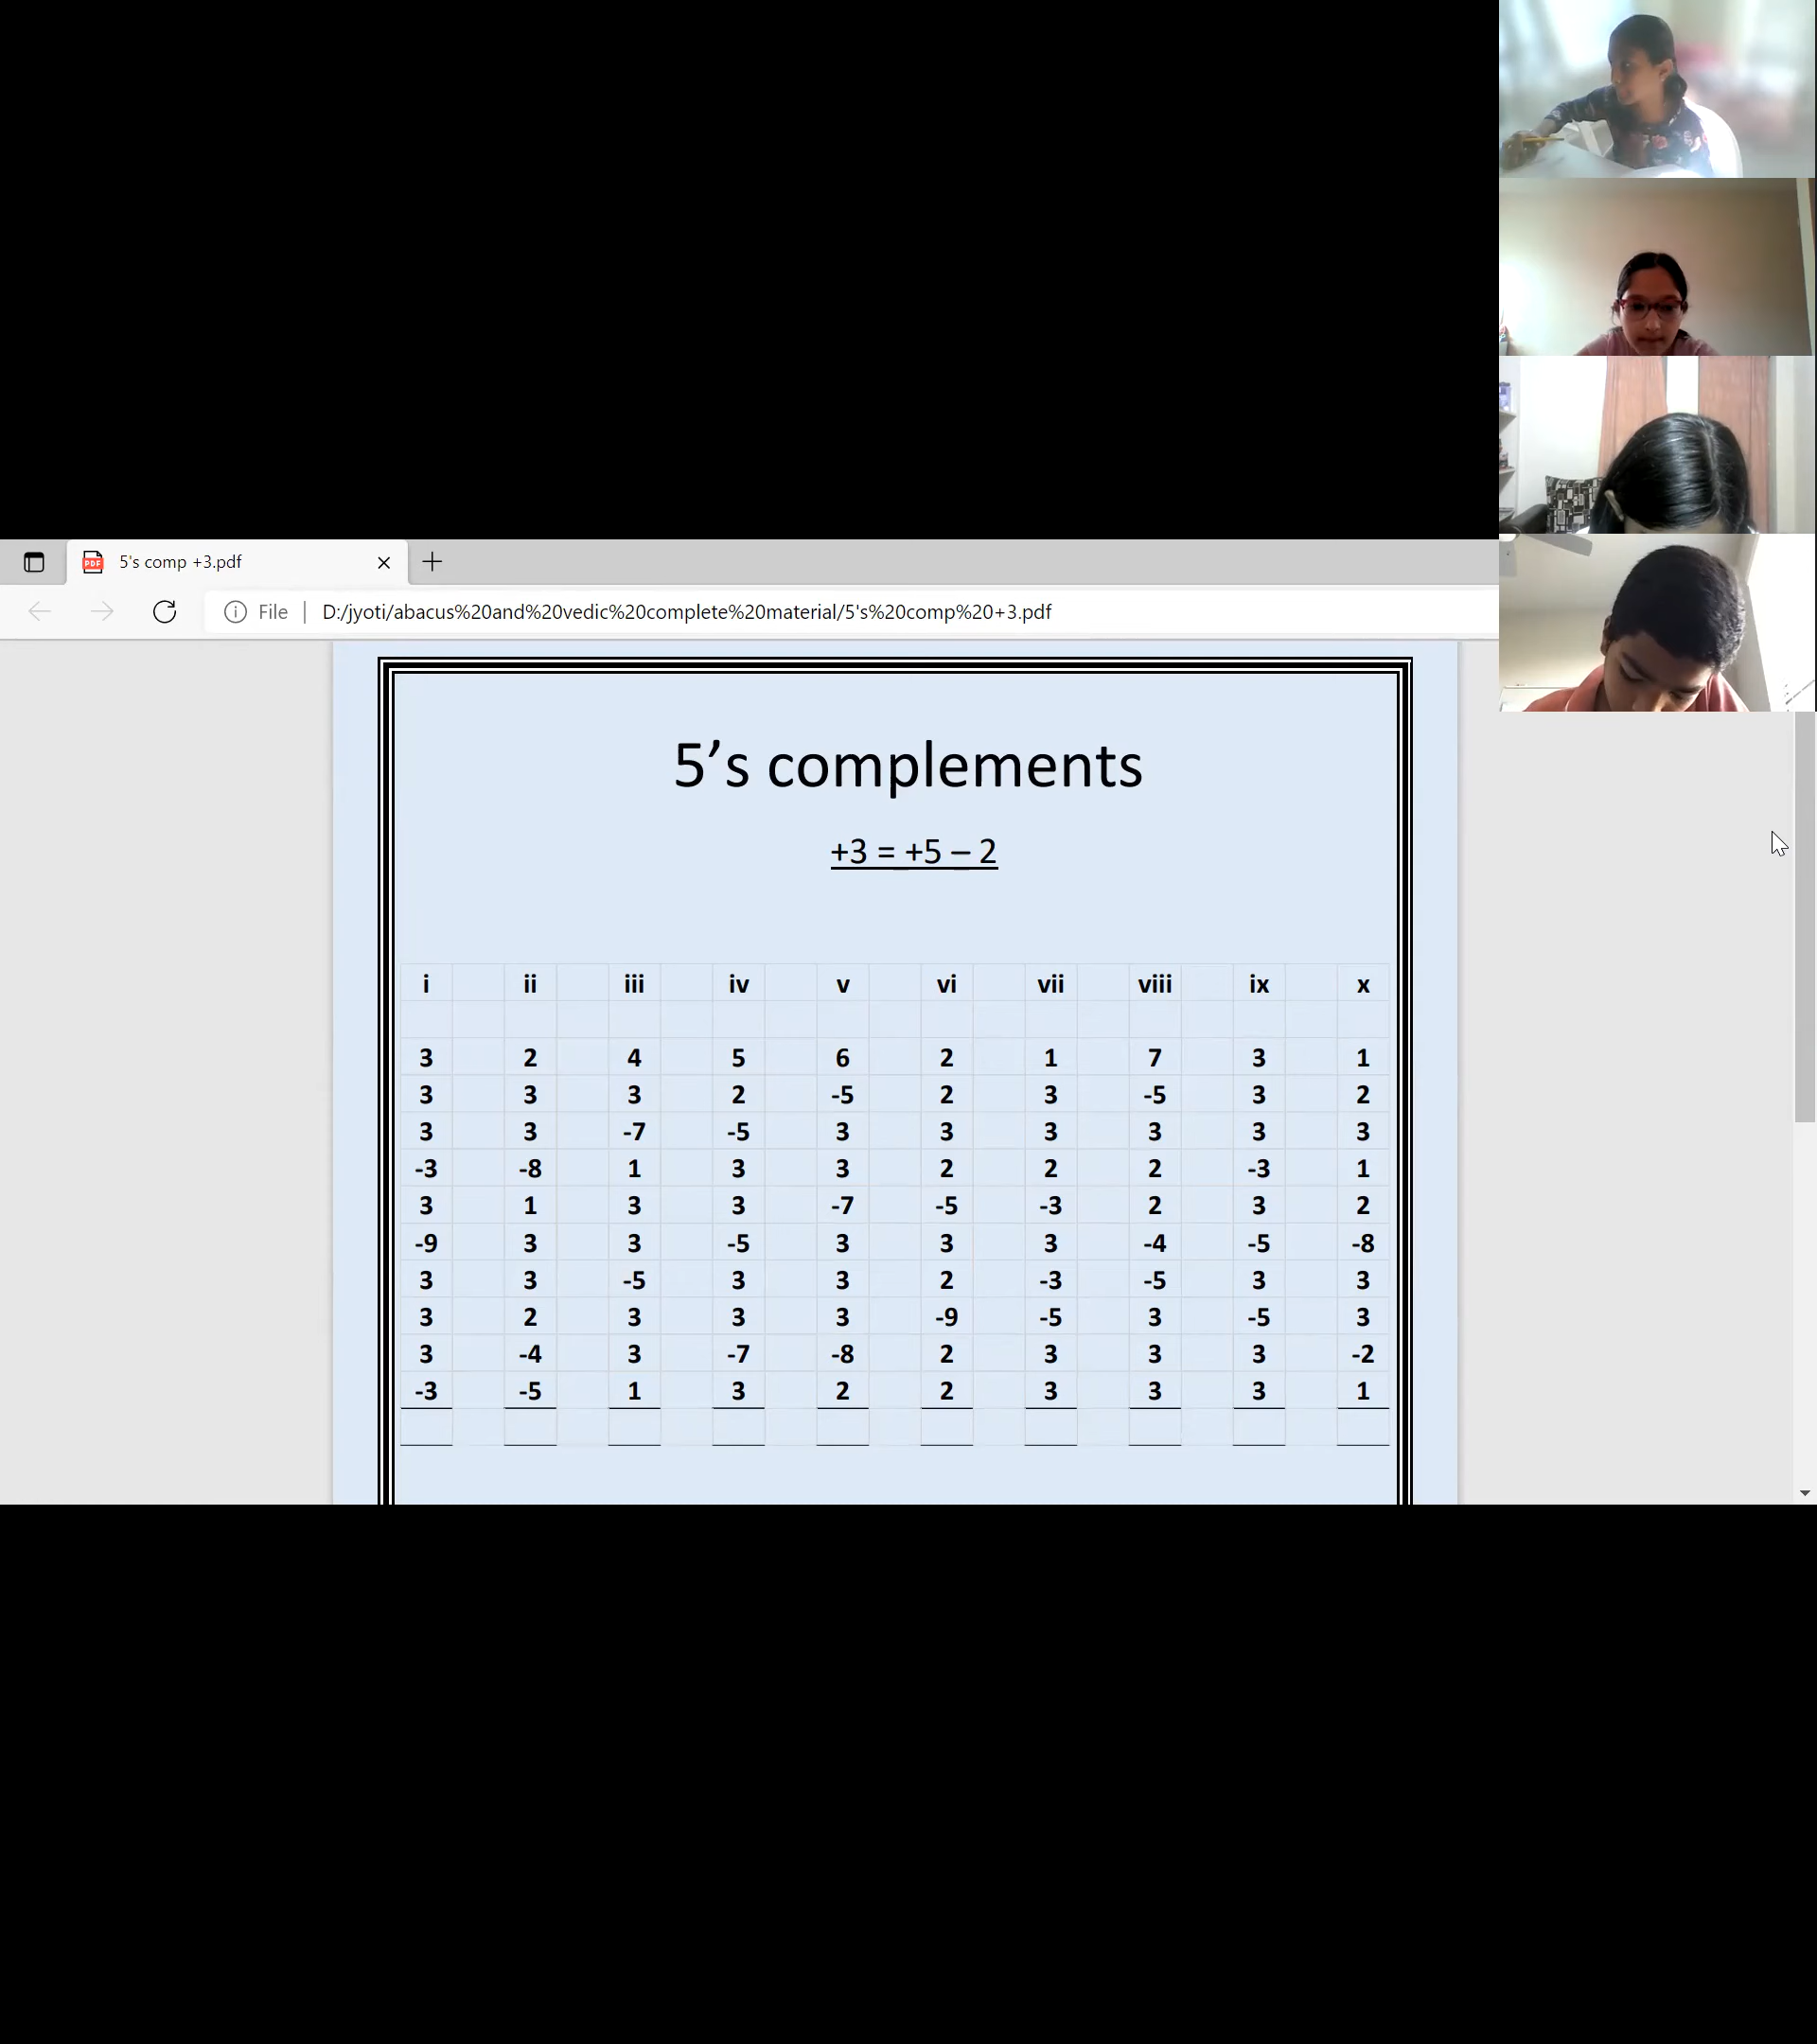 5's comp +3.pdf
File D:/jyoti/abacus%20and%20vedic%20complete%20material/5's%20comp%20+3.pdf
5's complements
+3 = +5 – 2
i ii iii iv v vi vii viii ix x
3 2 4 5 6 2 1 7 3 1
3 3 3 2 -5 2 3 -5 3 2
3 3 -7 -5 3 3 3 3 3 3
-3 -8 1 3 3 2 2 2 -3 1
3 1 3 3 -7 -5 -3 2 3 2
-9 3 3 -5 3 3 3 -4 -5 -8
3 3 -5 3 3 2 -3 -5 3 3
3 2 3 3 3 -9 -5 3 -5 3
3 -4 3 -7 -8 2 3 3 3 -2
-3 -5 1 3 2 2 3 3 3 1